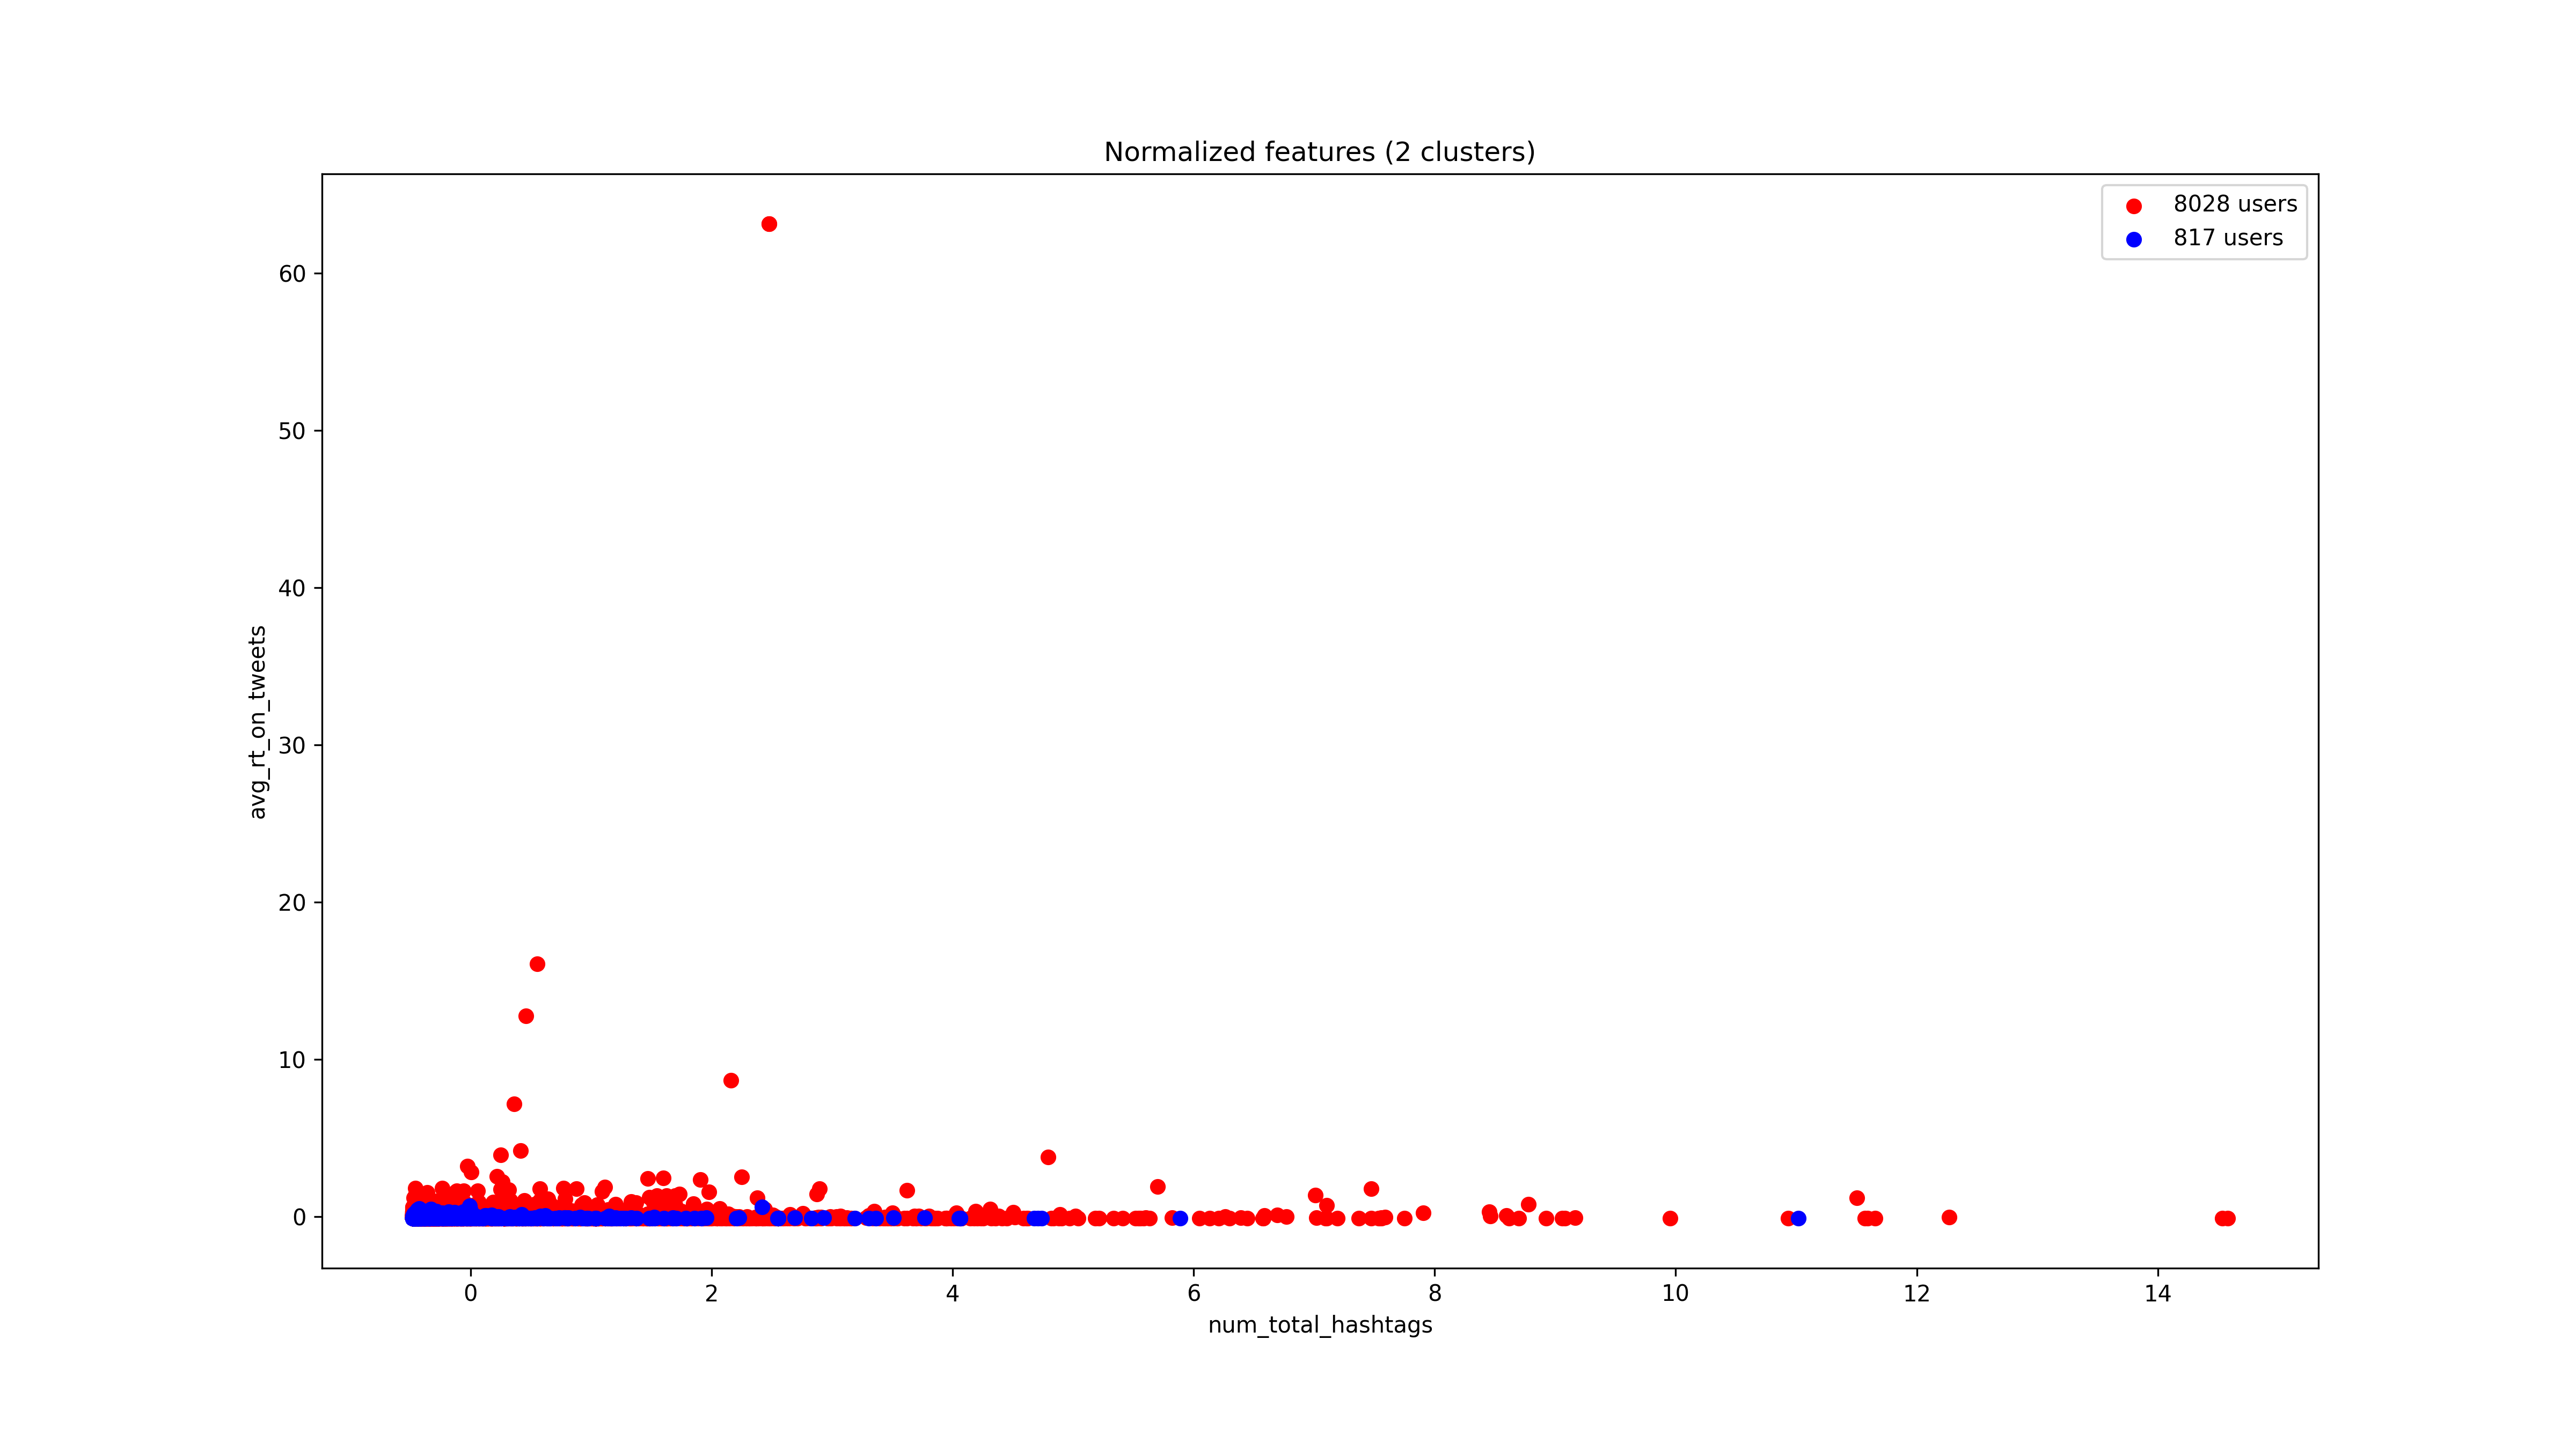 Normalized features (2 clusters)
8028 users
817 users
60
50
40
30
20
10
0
avg_rt_on_tweets
0 2 4 6 8 10 12 14
num_total_hashtags